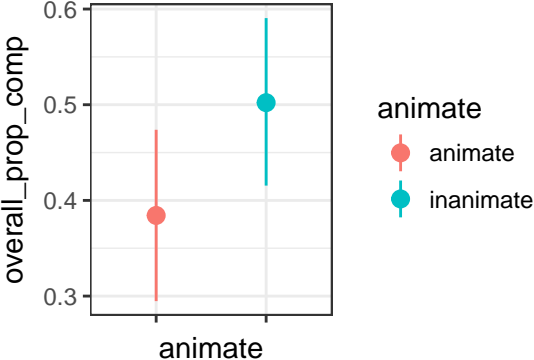 overall_prop_comp
0.6
0.5
0.4
0.3
animate
animate
animate
inanimate